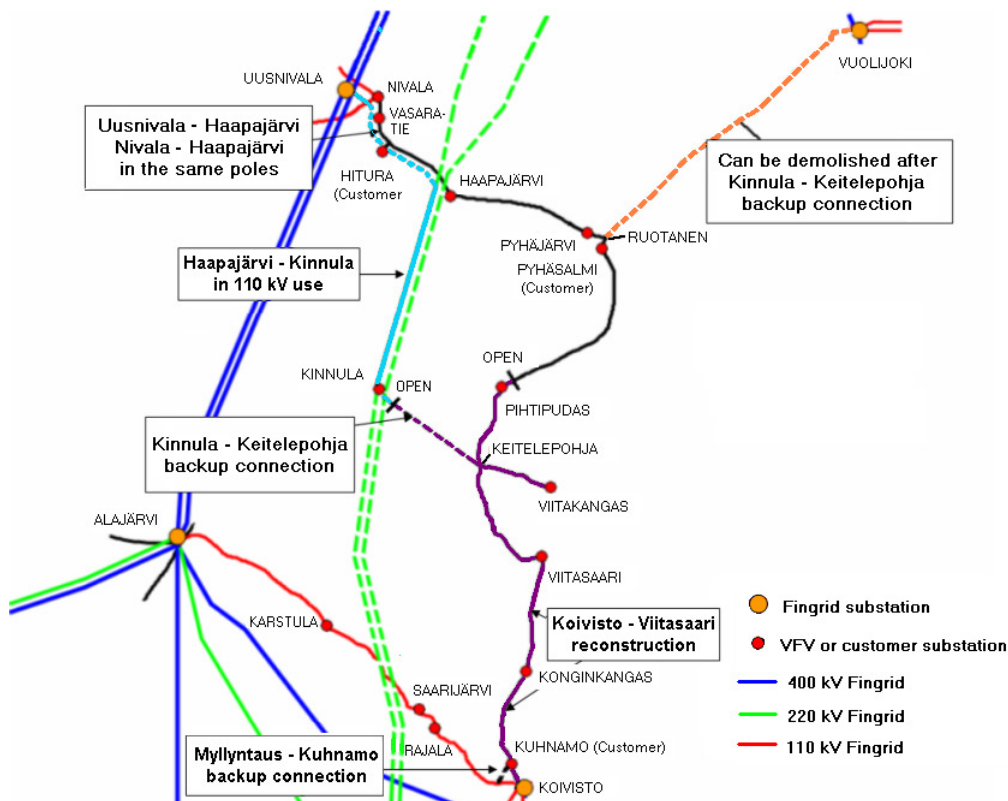 UUSNIVALA
NIVALA
VASARA-
TIE
VUOLIJOKI
Uusnivala - Haapajärvi
Nivala - Haapajärvi
in the same poles
HITURA
(Customer
HAAPAJÄRVI
Can be demolished after
Kinnula - Keitelepohja
backup connection
PYHÄJÄRVI
RUOTANEN
PYHÄSALMI
(Customer)
Haapajärvi - Kinnula
in 110 kV use
KINNULA
OPEN
OPEN
PIHTIPUDAS
Kinnula - Keitelepohja
backup connection
KEITELEPOHJA
VIITAKANGAS
ALAJÄRVI
VIITASAARI
KARSTULA
Koivisto - Viitasaari
reconstruction
KONGINKANGAS
SAARIJÄRVI
RAJALA
Myllyntaus - Kuhnamo
backup connection
KUHNAMO (Customer)
KOIVISTO
Fingrid substation
VFV or customer substation
400 kV Fingrid
220 kV Fingrid
110 kV Fingrid